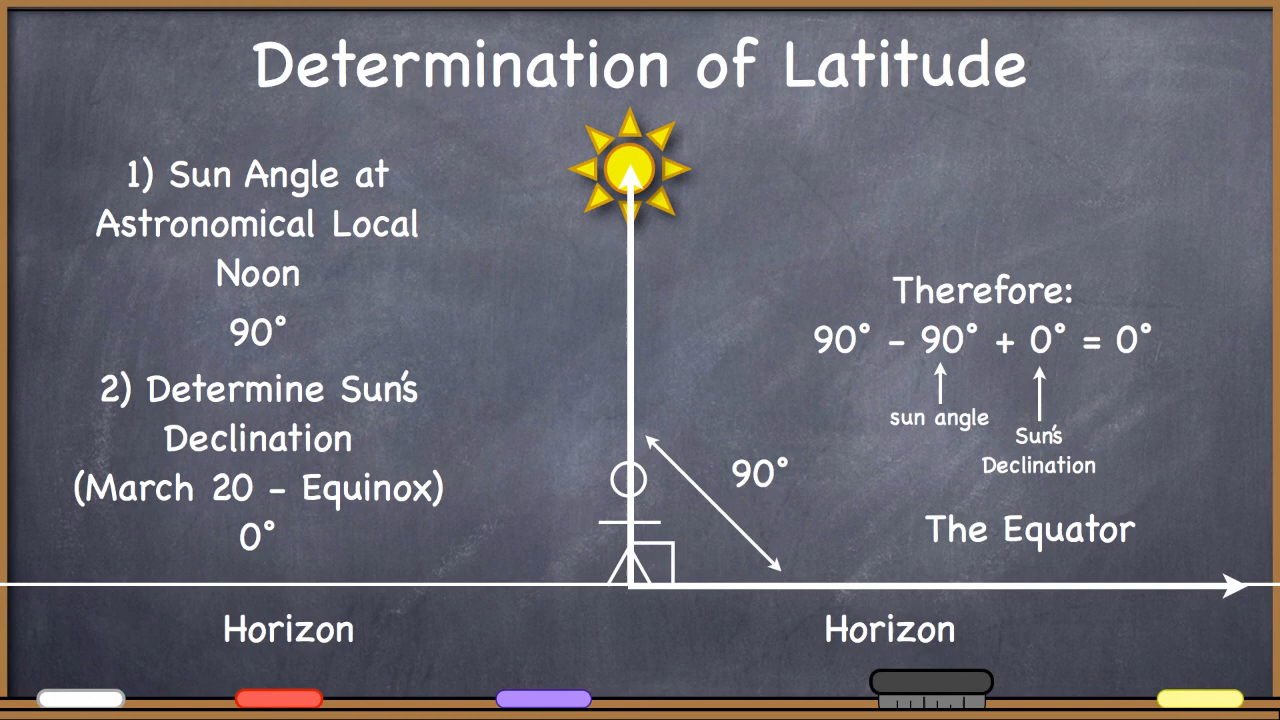 Determination of Latitude
1) Sun Angle at
Astronomical Local
Noon
90°
2) Determine Sun's
Declination
(March 20 - Equinox)
0°
90°
Therefore:
90° - 90° + 0° = 0°
sun angle
Sun's
Declination
The Equator
Horizon
Horizon